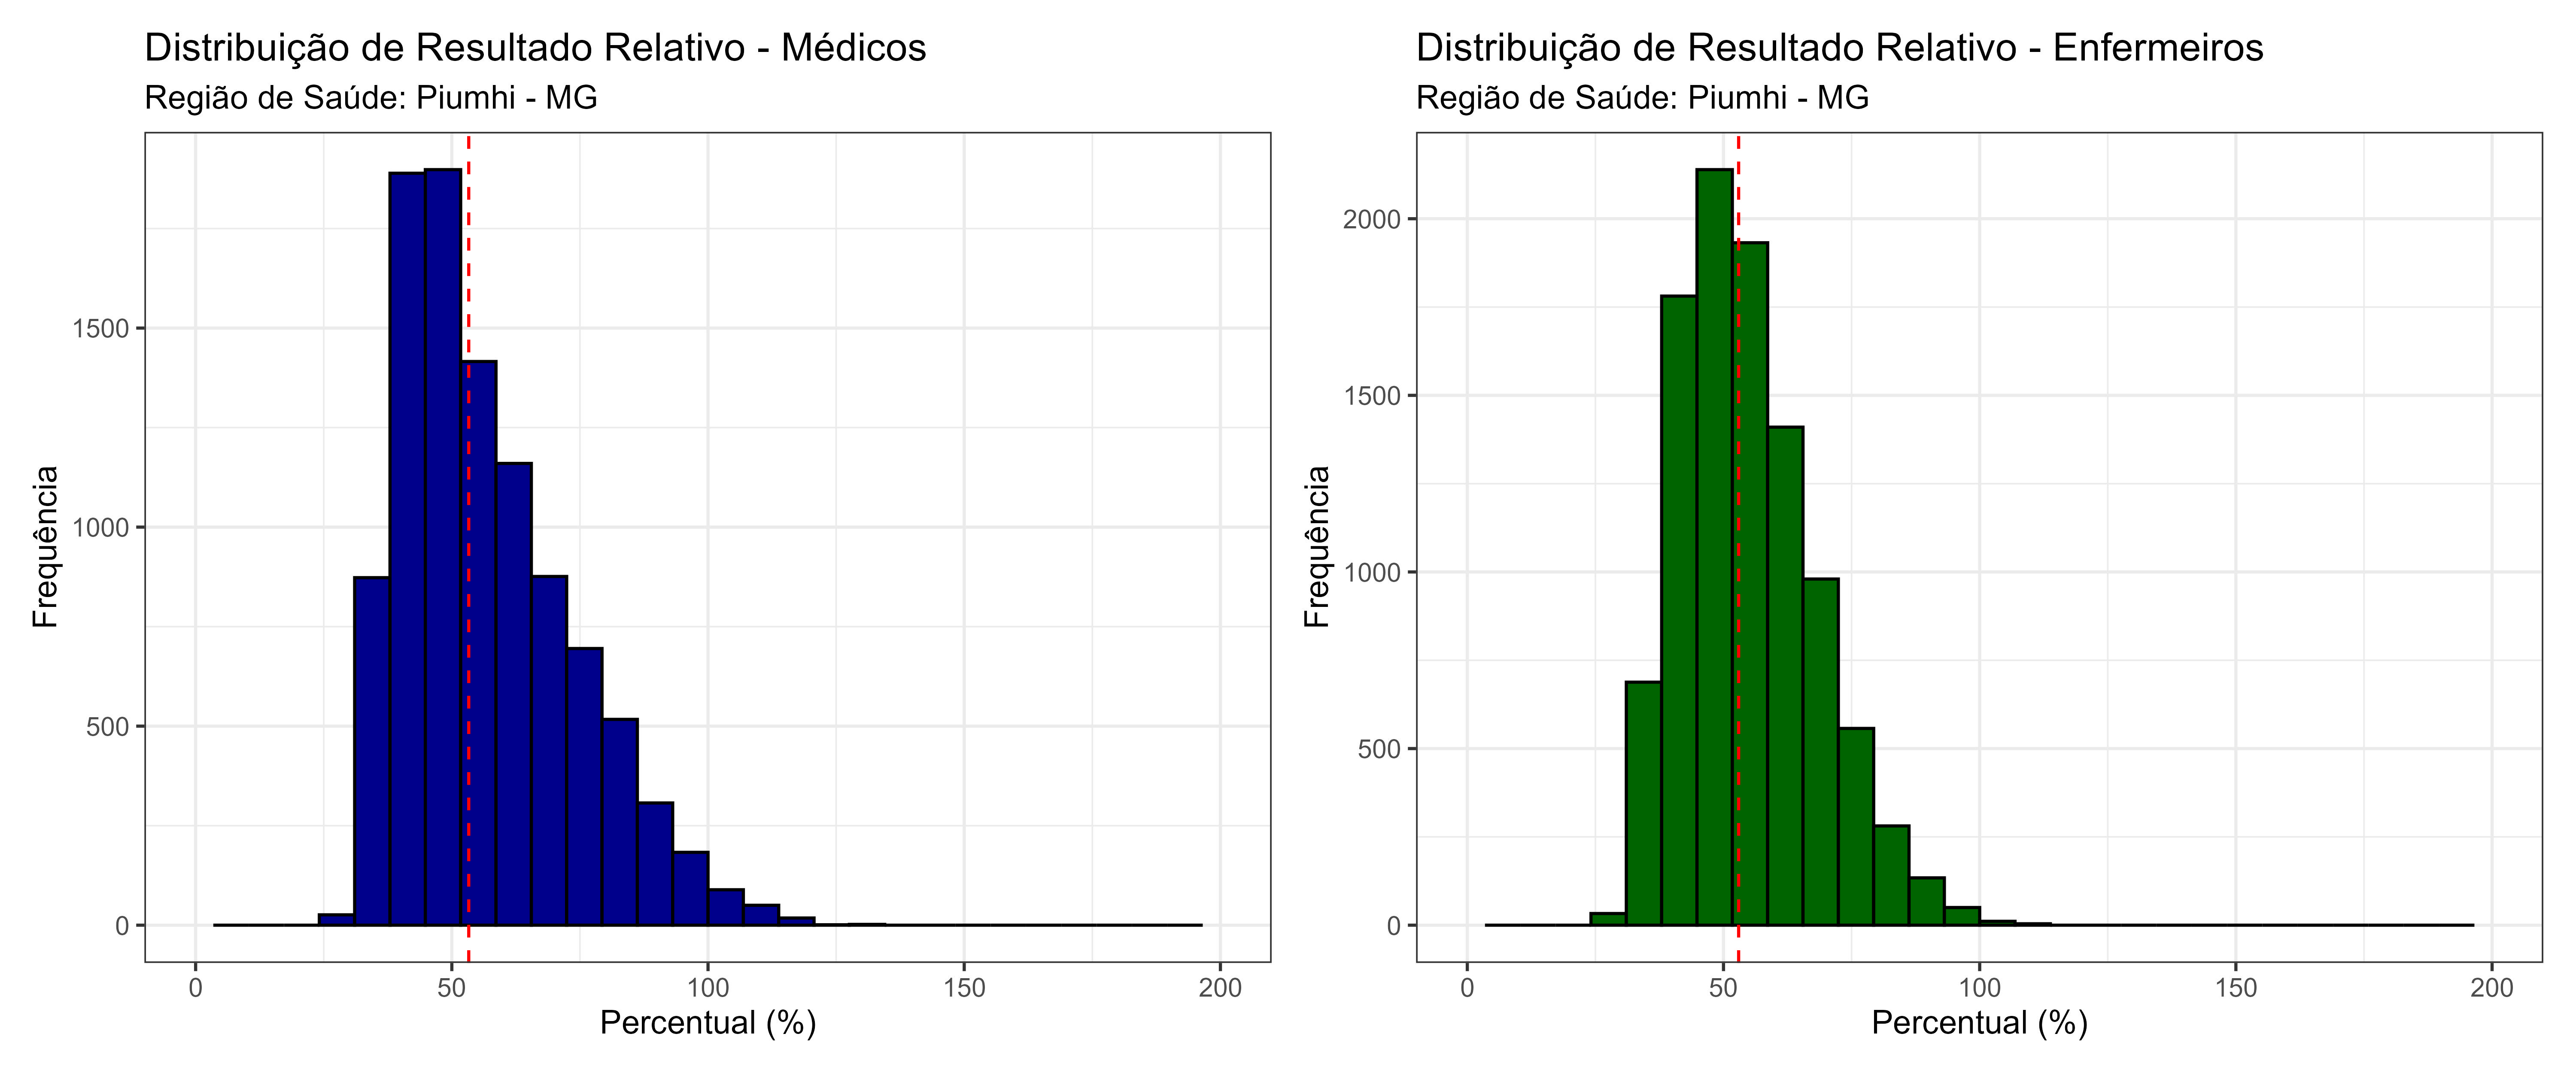 Distribuição de Resultado Relativo - Médicos
Região de Saúde: Piumhi - MG
Frequência
1500
1000
500
0
0 50 100 150 200
Percentual (%)
Distribuição de Resultado Relativo - Enfermeiros
Região de Saúde: Piumhi - MG
Frequência
2000
1500
1000
500
0
0 50 100 150 200
Percentual (%)